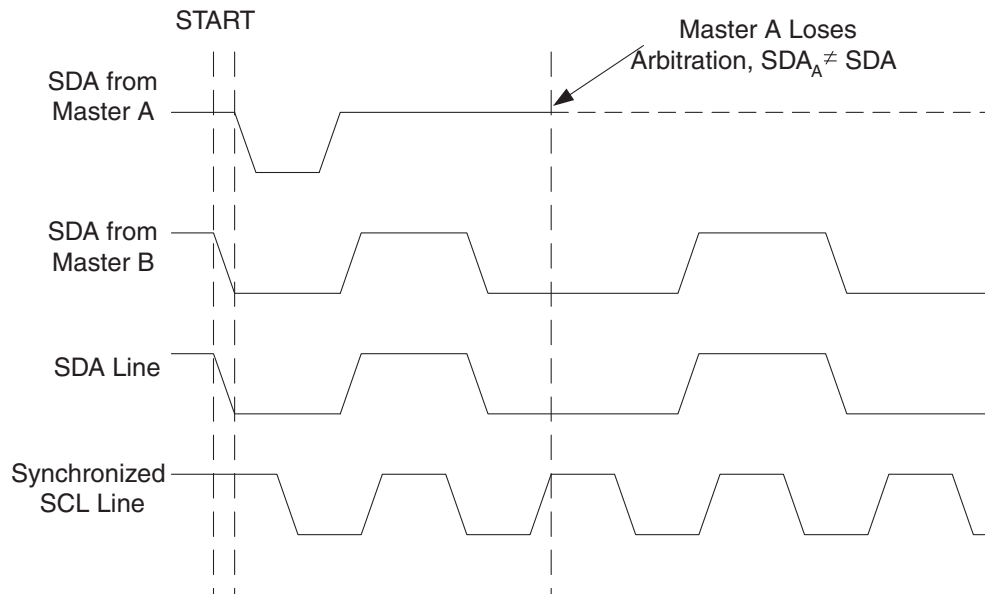 START
Master A Loses
Arbitration, SDA_A ≠ SDA
SDA from
Master A
SDA from
Master B
SDA Line
Synchronized
SCL Line